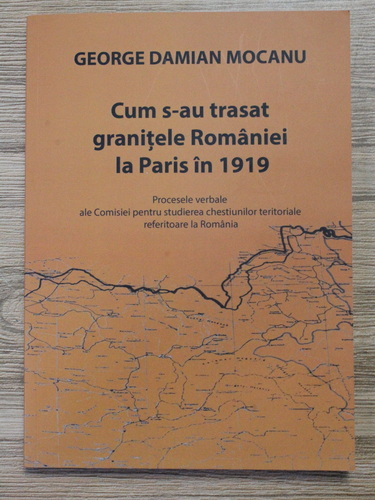 GEORGE DAMIAN MOCANU
Cum s-au trasat
granițele României
la Paris în 1919
Procesele verbale
ale Comisiei pentru studierea chestiunilor teritoriale
referitoare la România